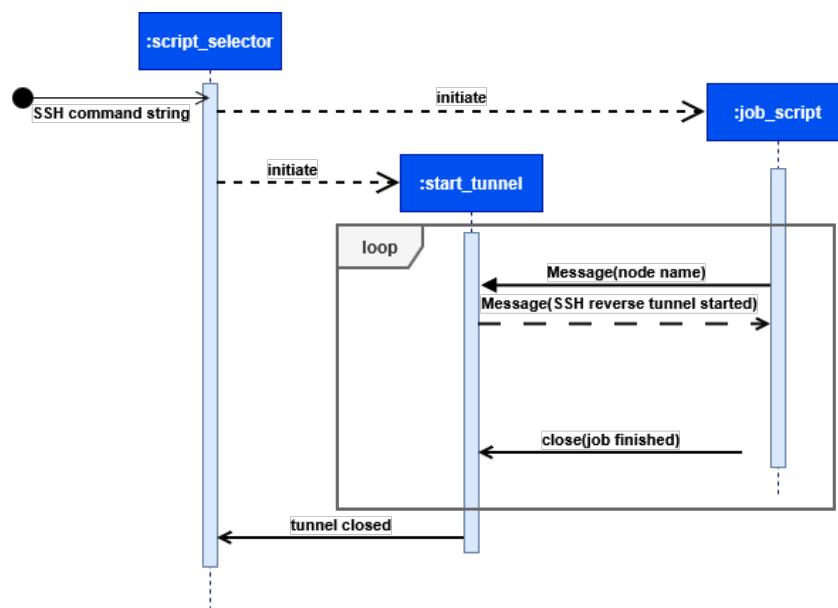 :script_selector
SSH command string
initiate
:job_script
initiate
:start_tunnel
loop
Message(node name)
Message(SSH reverse tunnel started)
close(job finished)
tunnel closed